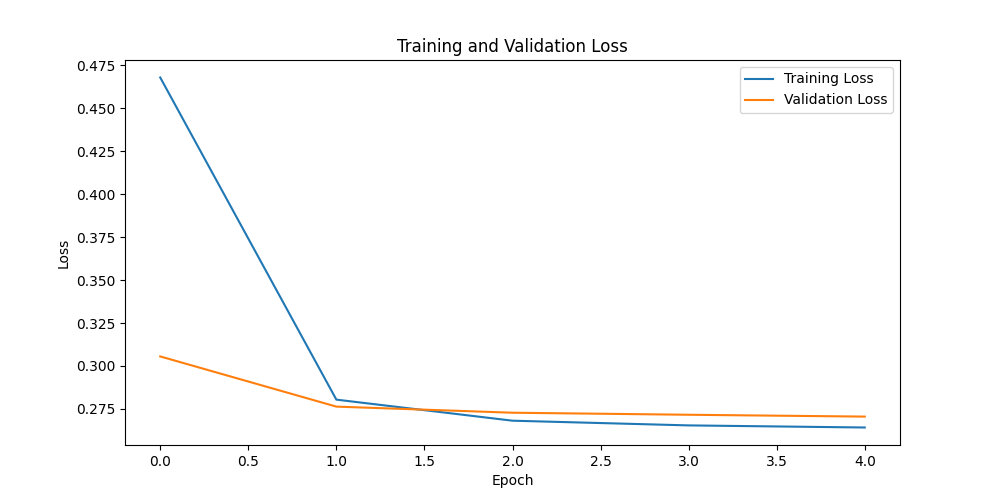 Training and Validation Loss
0.475
0.450
0.425
0.400
0.375
0.350
0.325
0.300
0.275
Loss
Training Loss
Validation Loss
0.0 0.5 1.0 1.5 2.0 2.5 3.0 3.5 4.0
Epoch